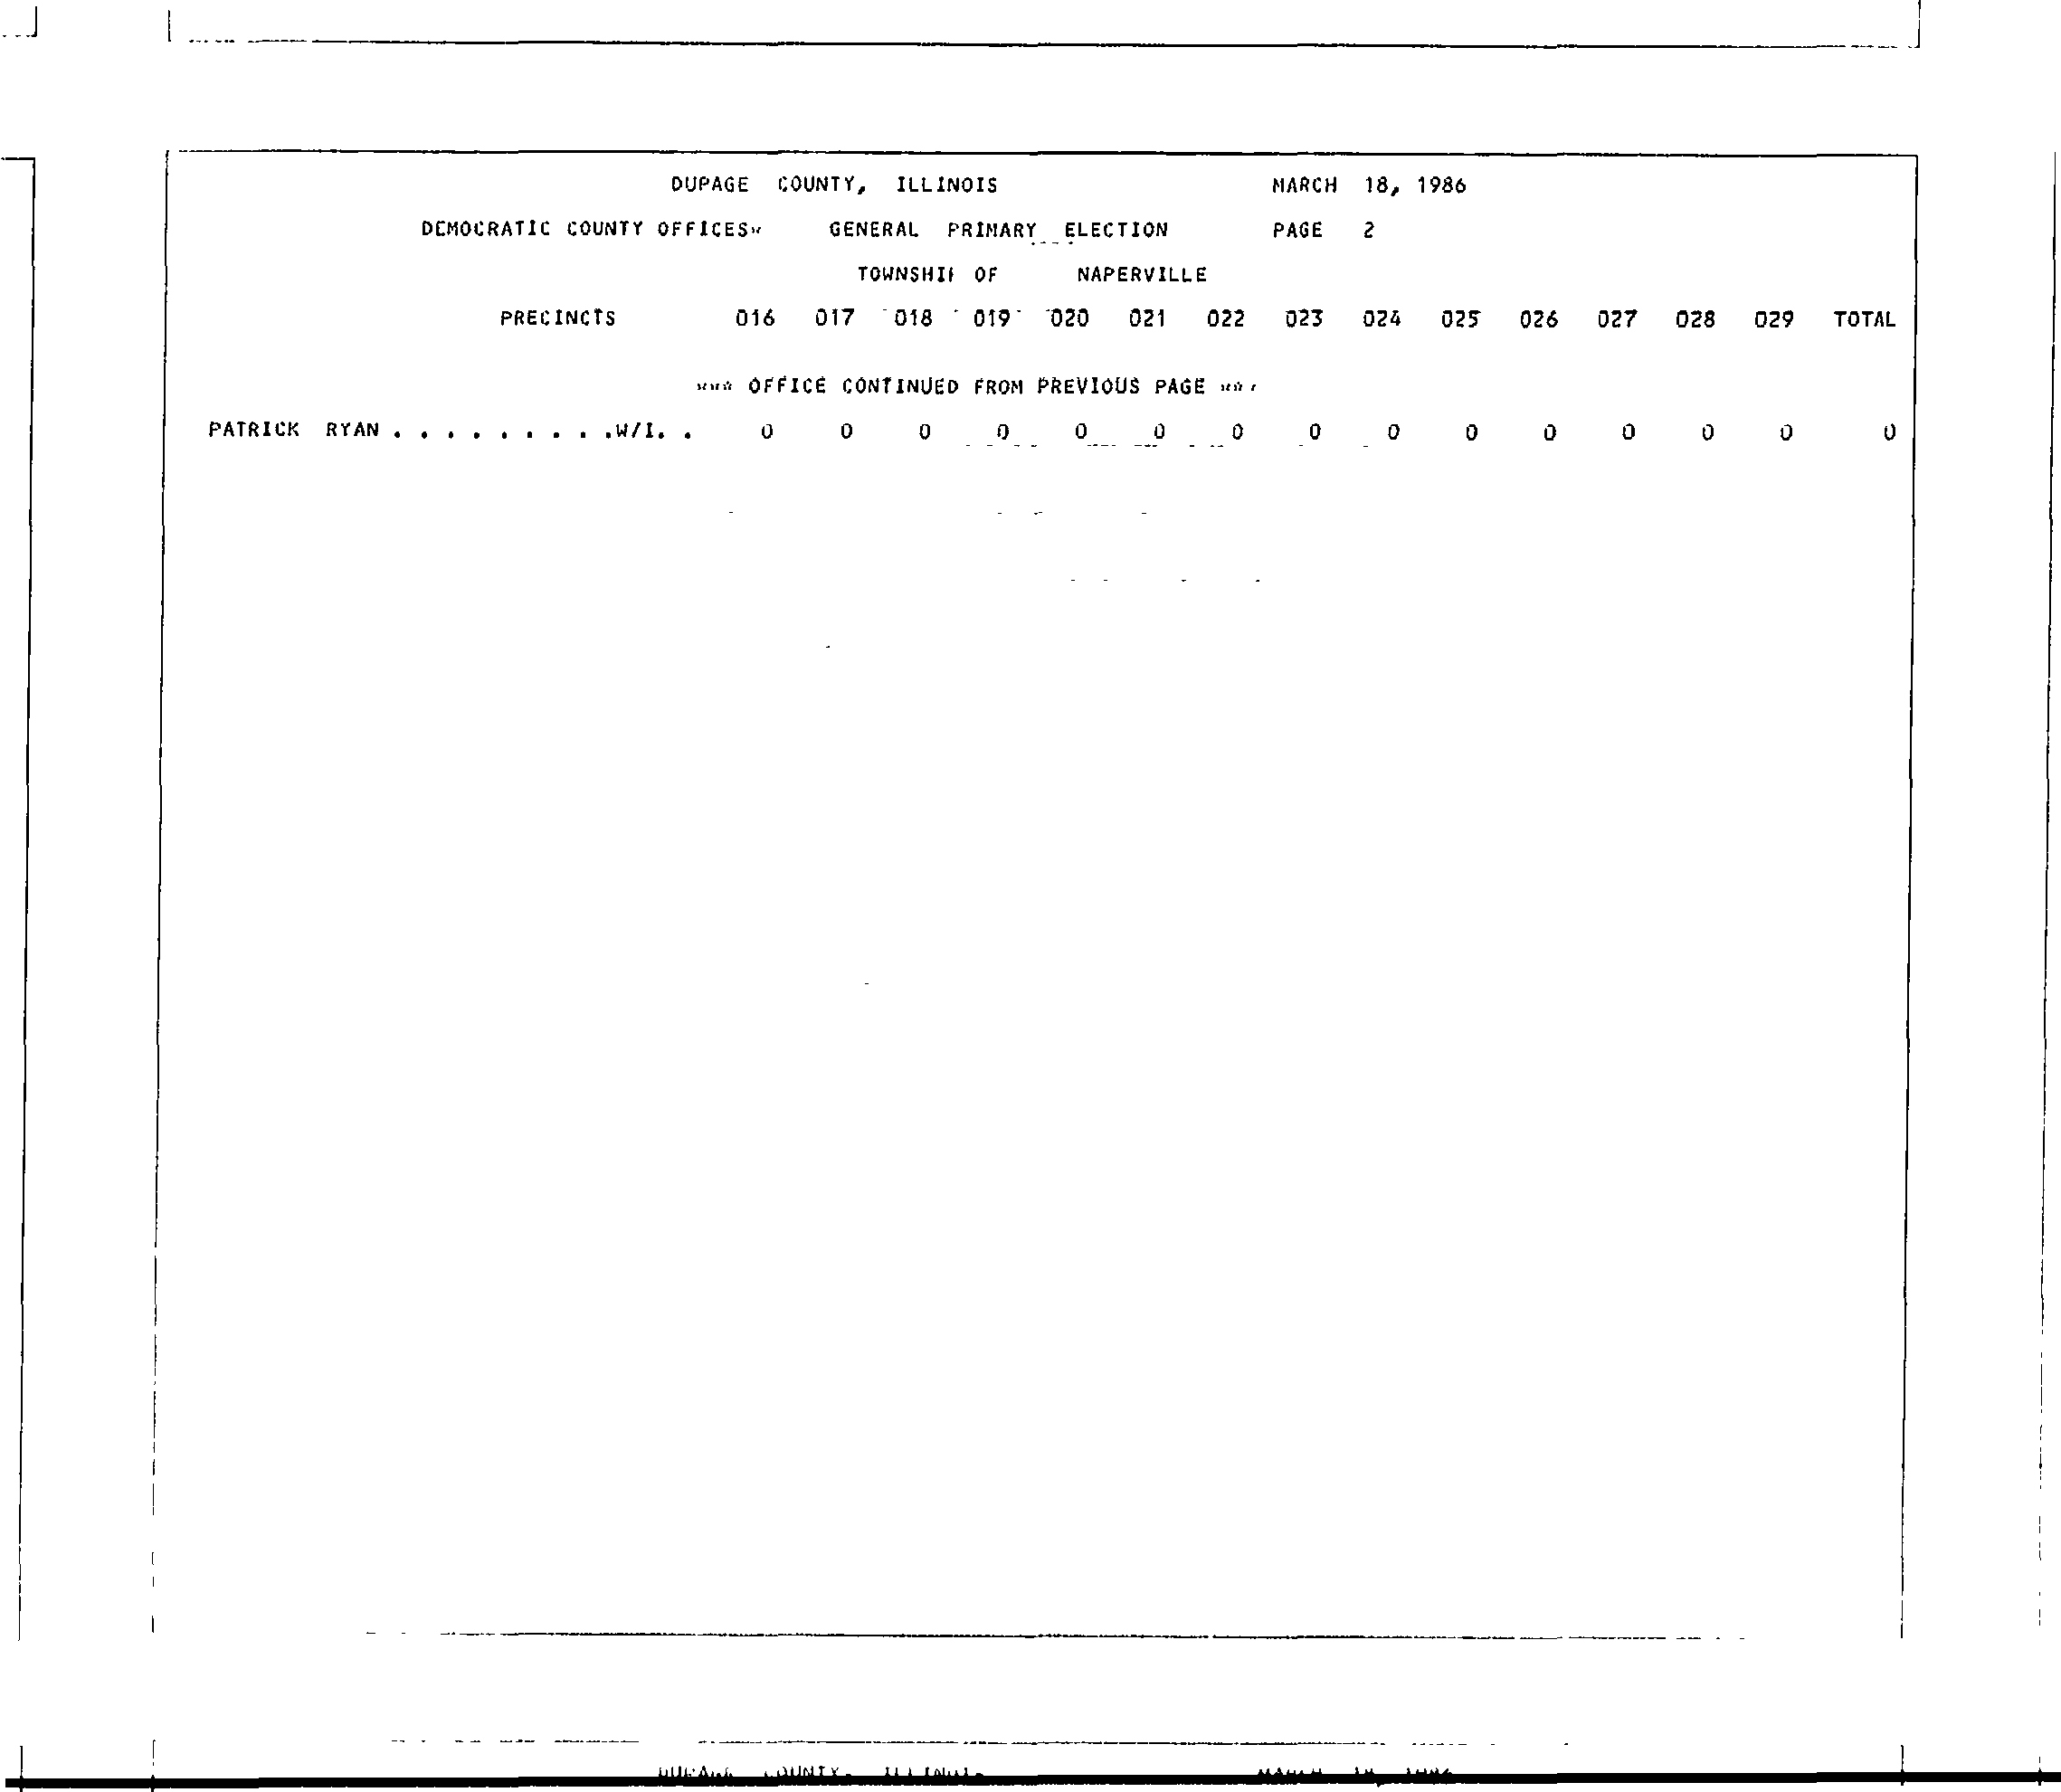 DUPAGE COUNTY, ILLINOIS MARCH 18, 1986
DEMOCRATIC COUNTY OFFICES* GENERAL PRIMARY ELECTION PAGE 2
TOWNSHIP OF NAPERVILLE
PRECINCTS 016 017 018 019 020 021 022 023 024 025 026 027 028 029 TOTAL
*** OFFICE CONTINUED FROM PREVIOUS PAGE ***
PATRICK RYAN . . . . . . . . .W/I. . 0 0 0 0 0 0 0 0 0 0 0 0 0 0 0